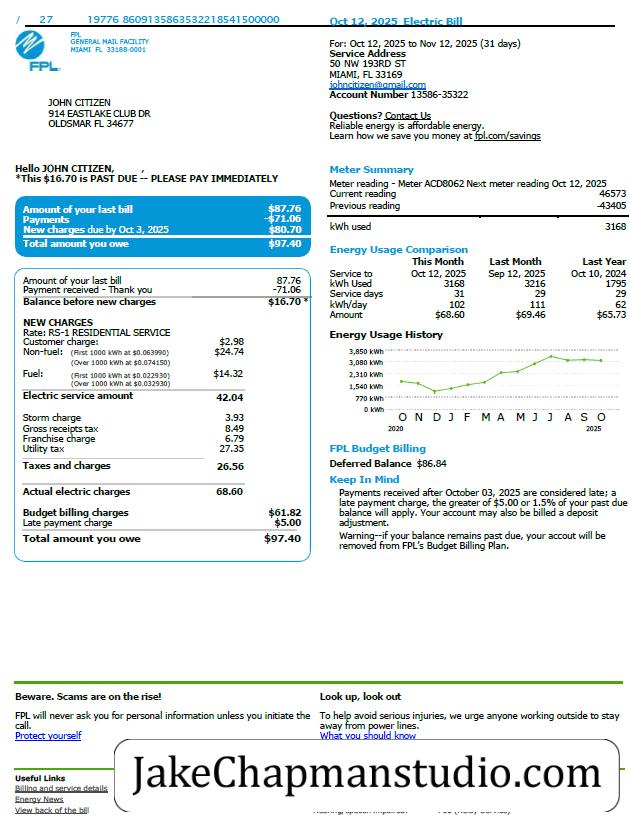 / 27 19776 8609135863532218541500000
Oct 12, 2025 Electric Bill
FPL
GENERAL MAIL FACILITY
MIAMI FL 33188-0001
FPL
For: Oct 12, 2025 to Nov 12, 2025 (31 days)
Service Address
50 NW 193RD ST
MIAMI, FL 33169
johncitizen@gmail.com
Account Number 13586-35322
JOHN CITIZEN
914 EASTLAKE CLUB DR
OLDSMAR FL 34677
Questions? Contact Us
Reliable energy is affordable energy.
Learn how we save you money at fpl.com/savings
Hello JOHN CITIZEN, ,
*This $16.70 is PAST DUE -- PLEASE PAY IMMEDIATELY
Amount of your last bill $87.76
Payments -$71.06
New charges due by Oct 3, 2025 $80.70
Total amount you owe $97.40
Amount of your last bill 87.76
Payment received - Thank you -71.06
Balance before new charges $16.70 *
NEW CHARGES
Rate: RS-1 RESIDENTIAL SERVICE
Customer charge: $2.98
Non-fuel: (First 1000 kWh at $0.063990) $24.74
(Over 1000 kWh at $0.074150)
Fuel: (First 1000 kWh at $0.022930) $14.32
(Over 1000 kWh at $0.032930)
Electric service amount 42.04
Storm charge 3.93
Gross receipts tax 8.49
Franchise charge 6.79
Utility tax 27.35
Taxes and charges 26.56
Actual electric charges 68.60
Budget billing charges $61.82
Late payment charge $5.00
Total amount you owe $97.40
Meter Summary
Meter reading - Meter ACD8062 Next meter reading Oct 12, 2025
Current reading 46573
Previous reading -43405
kWh used 3168
Energy Usage Comparison
This Month Last Month Last Year
Service to Oct 12, 2025 Sep 12, 2025 Oct 10, 2024
kWh Used 3168 3216 1795
Service days 31 29 29
kWh/day 102 111 62
Amount $68.60 $69.46 $65.73
Energy Usage History
3,850 kWh
3,080 kWh
2,310 kWh
1,540 kWh
770 kWh
0 kWh
O N D J F M A M J J A S O
2020 2025
FPL Budget Billing
Deferred Balance $86.84
Keep In Mind
Payments received after October 03, 2025 are considered late; a
late payment charge, the greater of $5.00 or 1.5% of your past due
balance will apply. Your account may also be billed a deposit
adjustment.
Warning--if your balance remains past due, your accout will be
removed from FPL's Budget Billing Plan.
Beware. Scams are on the rise!
FPL will never ask you for personal information unless you initiate the
call.
Protect yourself
Look up, look out
To help avoid serious injuries, we urge anyone working outside to stay
away from power lines.
What you should know
JakeChapmanstudio.com
Useful Links
Billing and service details
Energy News
View back of the bill